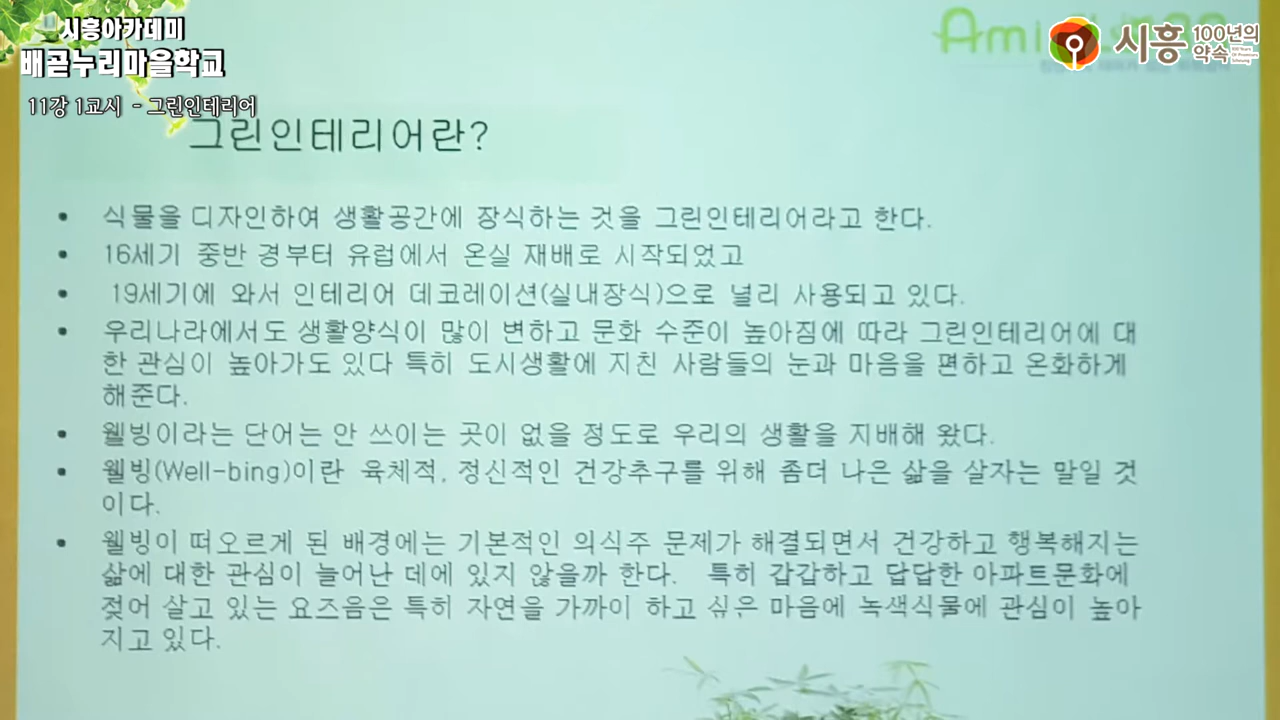 시흥아카데미
배곧누리마을학교
11강 1교시 - 그린인테리어
시흥 100년의 약속
그린인테리어란?
• 식물을 디자인하여 생활공간에 장식하는 것을 그린인테리어라고 한다.
• 16세기 중반 경부터 유럽에서 온실 재배로 시작되었고
• 19세기에 와서 인테리어 데코레이션(실내장식)으로 널리 사용되고 있다.
• 우리나라에서도 생활양식이 많이 변하고 문화 수준이 높아짐에 따라 그린인테리어에 대
한 관심이 높아가도 있다 특히 도시생활에 지친 사람들의 눈과 마음을 편하고 온화하게
해준다.
• 웰빙이라는 단어는 안 쓰이는 곳이 없을 정도로 우리의 생활을 지배해 왔다.
• 웰빙(Well-bing)이란 육체적, 정신적인 건강추구를 위해 좀더 나은 삶을 살자는 말일 것
이다.
• 웰빙이 떠오르게 된 배경에는 기본적인 의식주 문제가 해결되면서 건강하고 행복해지는
삶에 대한 관심이 늘어난 데에 있지 않을까 한다. 특히 갑갑하고 답답한 아파트문화에
젖어 살고 있는 요즈음은 특히 자연을 가까이 하고 싶은 마음에 녹색식물에 관심이 높아
지고 있다.